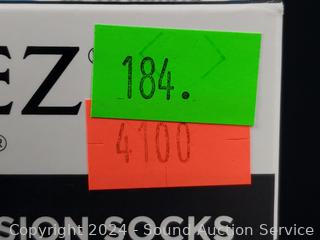 EZ®
184.
4100
®
SION SOCKS
Copyright 2024 - Sound Auction Service